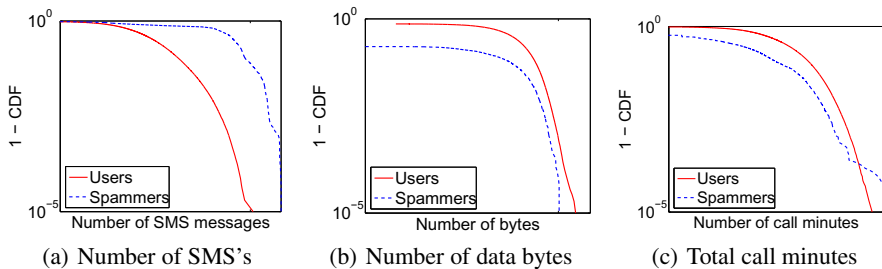 10^0
1 − CDF
10^-5
Users
Spammers
Number of SMS messages
(a) Number of SMS's
10^0
1 − CDF
10^-5
Users
Spammers
Number of bytes
(b) Number of data bytes
10^0
1 − CDF
10^-5
Users
Spammers
Number of call minutes
(c) Total call minutes